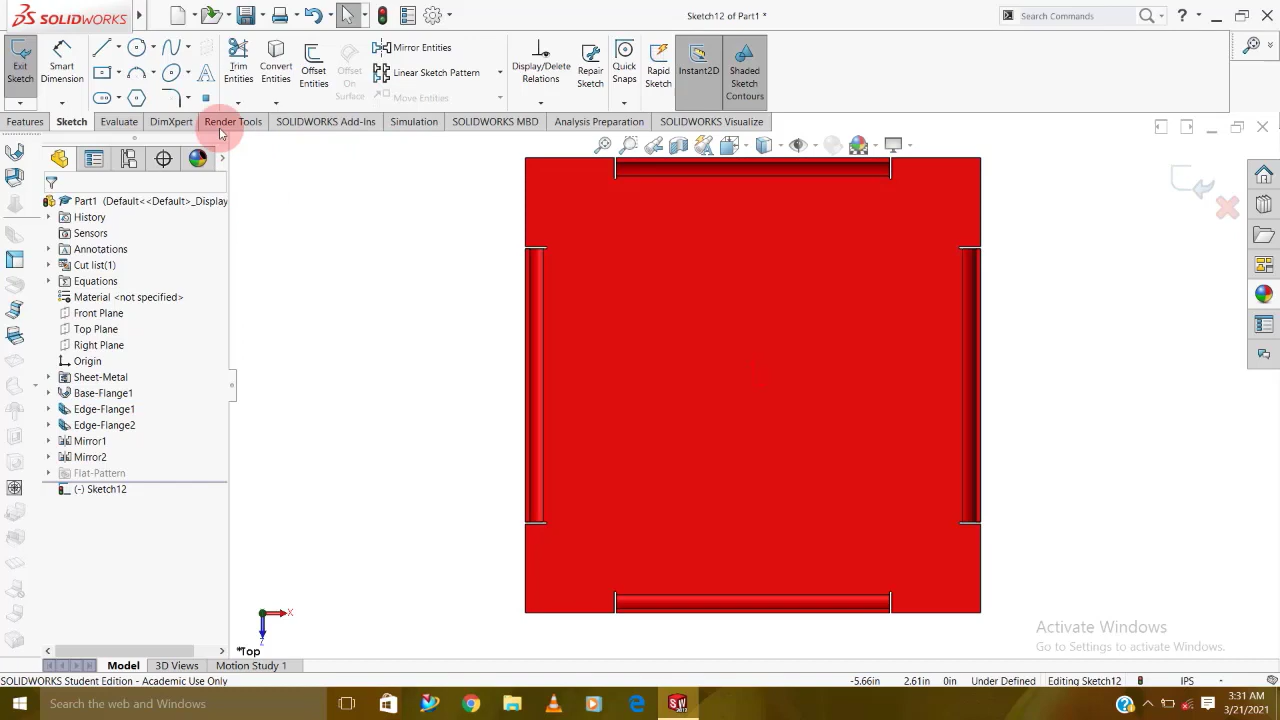 SOLIDWORKS
Sketch12 of Part1 *
Search Commands
Exit Sketch
Smart Dimension
Trim Entities
Convert Entities
Offset Entities
Offset On Surface
Mirror Entities
Linear Sketch Pattern
Move Entities
Display/Delete Relations
Repair Sketch
Quick Snaps
Rapid Sketch
Instant2D
Shaded Sketch Contours
Features
Sketch
Evaluate
DimXpert
Render Tools
SOLIDWORKS Add-Ins
Simulation
SOLIDWORKS MBD
Analysis Preparation
SOLIDWORKS Visualize
Part1 (Default<<Default>_Display
History
Sensors
Annotations
Cut list(1)
Equations
Material <not specified>
Front Plane
Top Plane
Right Plane
Origin
Sheet-Metal
Base-Flange1
Edge-Flange1
Edge-Flange2
Mirror1
Mirror2
Flat-Pattern
(-) Sketch12
X
Z
*Top
Activate Windows
Go to Settings to activate Windows.
Model
3D Views
Motion Study 1
SOLIDWORKS Student Edition - Academic Use Only
-5.66in
2.61in
0in
Under Defined
Editing Sketch12
IPS
-
Search the web and Windows
SW
2017
3:31 AM
3/21/2021